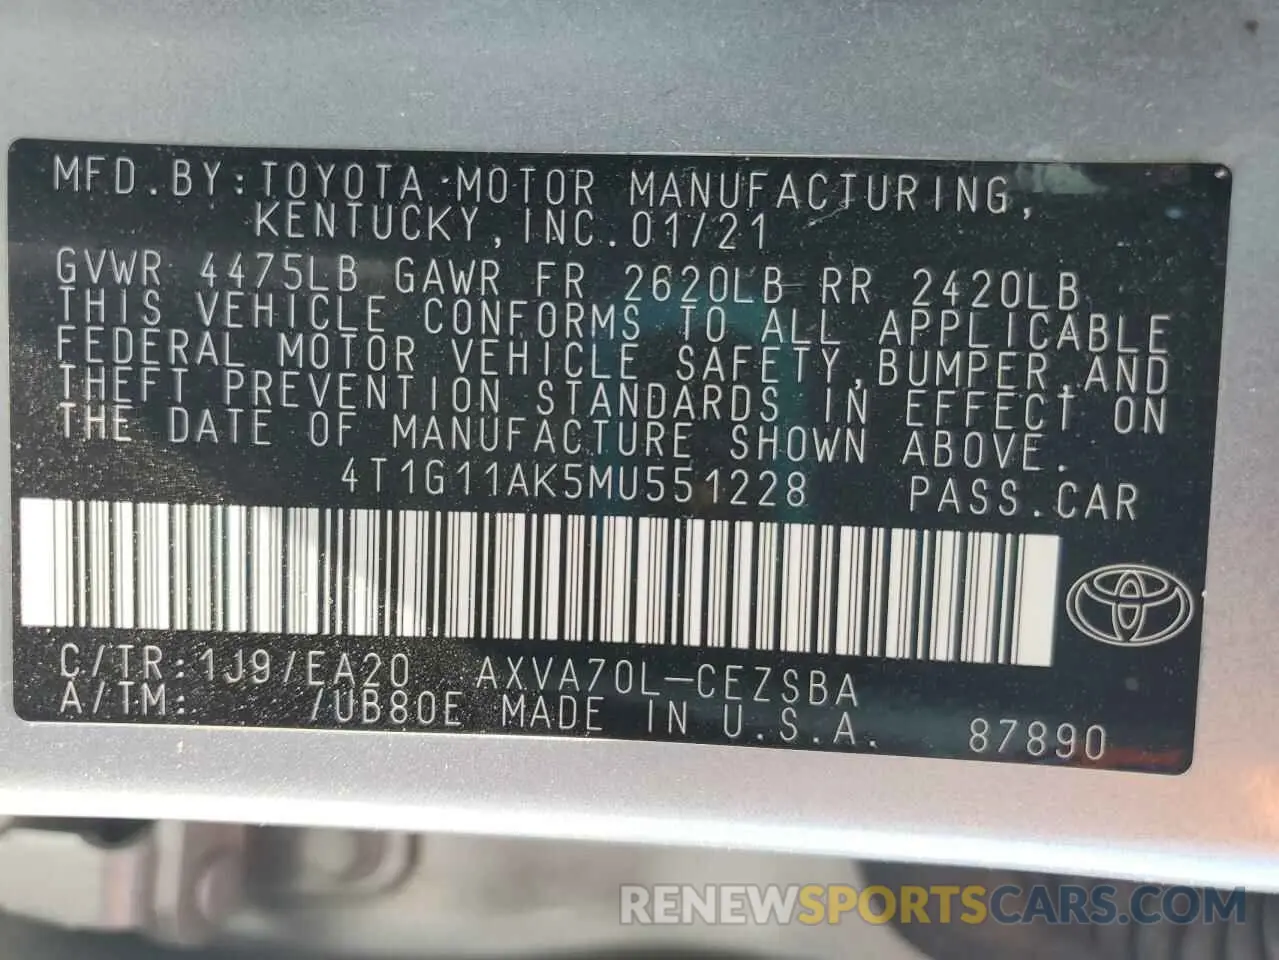 MFD.BY:TOYOTA MOTOR MANUFACTURING,
KENTUCKY, INC. 01/21
GVWR 4475LB GAWR FR 2620LB RR 2420LB
THIS VEHICLE CONFORMS TO ALL APPLICABLE
FEDERAL MOTOR VEHICLE SAFETY, BUMPER, AND
THEFT PREVENTION STANDARDS IN EFFECT ON
THE DATE OF MANUFACTURE SHOWN ABOVE.
4T1G11AK5MU551228 PASS.CAR
C/TR:1J9/EA20 AXVA70L-CEZSBA
A/TM: /UB80E MADE IN U.S.A. 87890
RENEWSPORTSCARS.COM